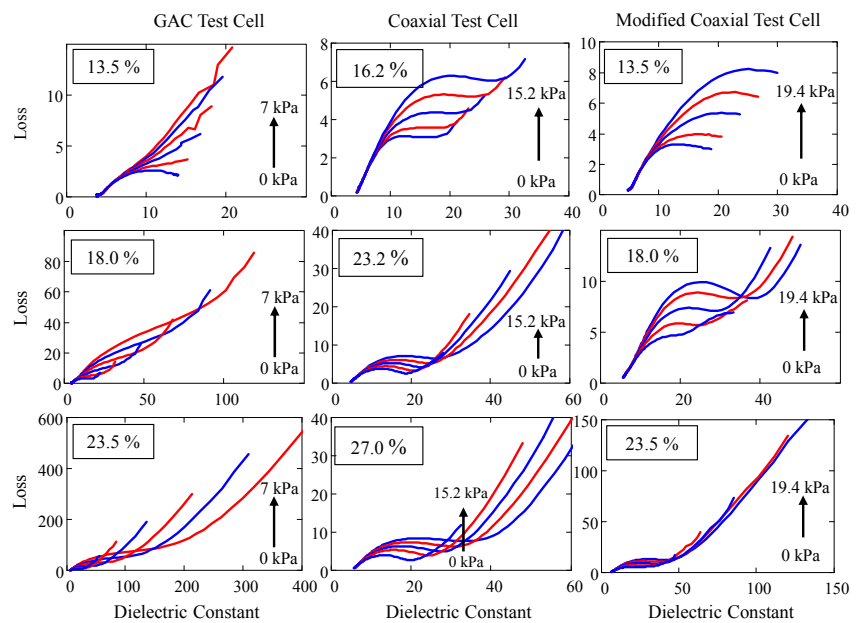 GAC Test Cell
Coaxial Test Cell
Modified Coaxial Test Cell
Loss
15
10
5
0
13.5 %
7 kPa
0 kPa
0 10 20 30
8
6
4
2
0
16.2 %
15.2 kPa
0 kPa
0 10 20 30 40
10
8
6
4
2
0
13.5 %
19.4 kPa
0 kPa
0 10 20 30 40
Loss
80
60
40
20
0
18.0 %
7 kPa
0 kPa
0 50 100
40
30
20
10
0
23.2 %
15.2 kPa
0 kPa
0 20 40 60
15
10
5
0
18.0 %
19.4 kPa
0 kPa
0 20 40
Loss
600
400
200
0
23.5 %
7 kPa
0 kPa
0 100 200 300 400
Dielectric Constant
40
30
20
10
0
27.0 %
15.2 kPa
0 kPa
0 20 40 60
Dielectric Constant
150
100
50
0
23.5 %
19.4 kPa
0 kPa
0 50 100 150
Dielectric Constant